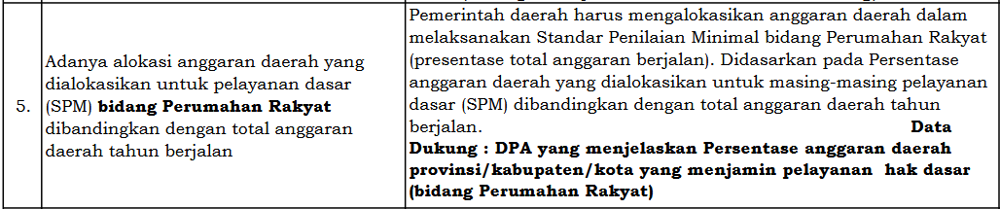 5.
Adanya alokasi anggaran daerah yang
dialokasikan untuk pelayanan dasar
(SPM) bidang Perumahan Rakyat
dibandingkan dengan total anggaran
daerah tahun berjalan
Pemerintah daerah harus mengalokasikan anggaran daerah dalam
melaksanakan Standar Penilaian Minimal bidang Perumahan Rakyat
(presentase total anggaran berjalan). Didasarkan pada Persentase
anggaran daerah yang dialokasikan untuk masing-masing pelayanan
dasar (SPM) dibandingkan dengan total anggaran daerah tahun
berjalan. Data
Dukung : DPA yang menjelaskan Persentase anggaran daerah
provinsi/kabupaten/kota yang menjamin pelayanan hak dasar
(bidang Perumahan Rakyat)